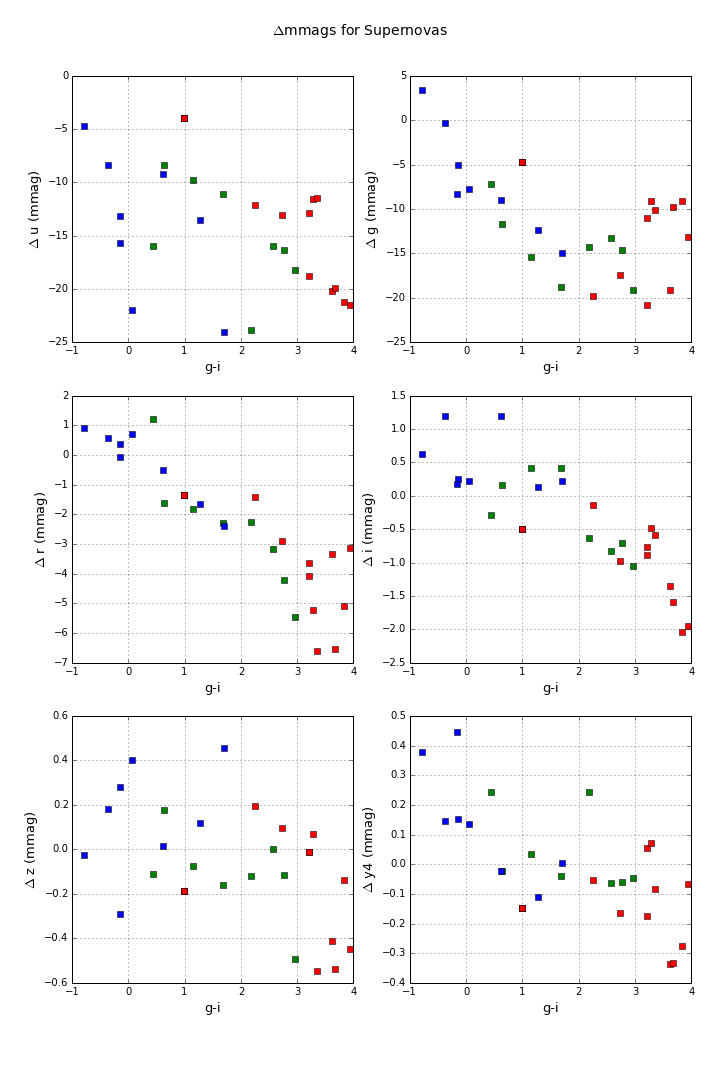 Δmmags for Supernovas
0
−5
−10
−15
−20
−25
−1 0 1 2 3 4
g-i
Δ u (mmag)
5
0
−5
−10
−15
−20
−25
−1 0 1 2 3 4
g-i
Δ g (mmag)
2
1
0
−1
−2
−3
−4
−5
−6
−7
−1 0 1 2 3 4
g-i
Δ r (mmag)
1.5
1.0
0.5
0.0
−0.5
−1.0
−1.5
−2.0
−2.5
−1 0 1 2 3 4
g-i
Δ i (mmag)
0.6
0.4
0.2
0.0
−0.2
−0.4
−0.6
−1 0 1 2 3 4
g-i
Δ z (mmag)
0.5
0.4
0.3
0.2
0.1
0.0
−0.1
−0.2
−0.3
−0.4
−1 0 1 2 3 4
g-i
Δ y4 (mmag)